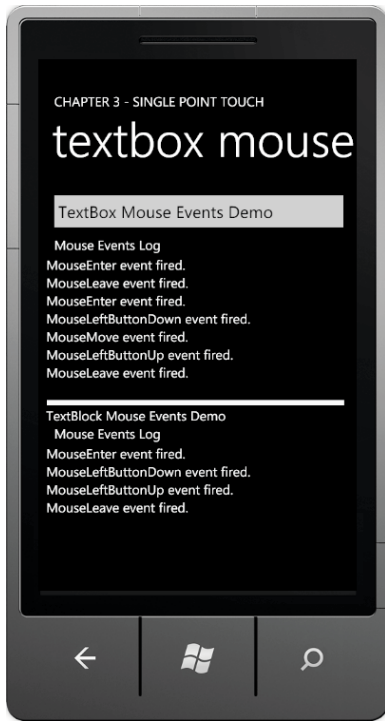 CHAPTER 3 - SINGLE POINT TOUCH
textbox mouse
TextBox Mouse Events Demo
Mouse Events Log
MouseEnter event fired.
MouseLeave event fired.
MouseEnter event fired.
MouseLeftButtonDown event fired.
MouseMove event fired.
MouseLeftButtonUp event fired.
MouseLeave event fired.
TextBlock Mouse Events Demo
Mouse Events Log
MouseEnter event fired.
MouseLeftButtonDown event fired.
MouseLeftButtonUp event fired.
MouseLeave event fired.